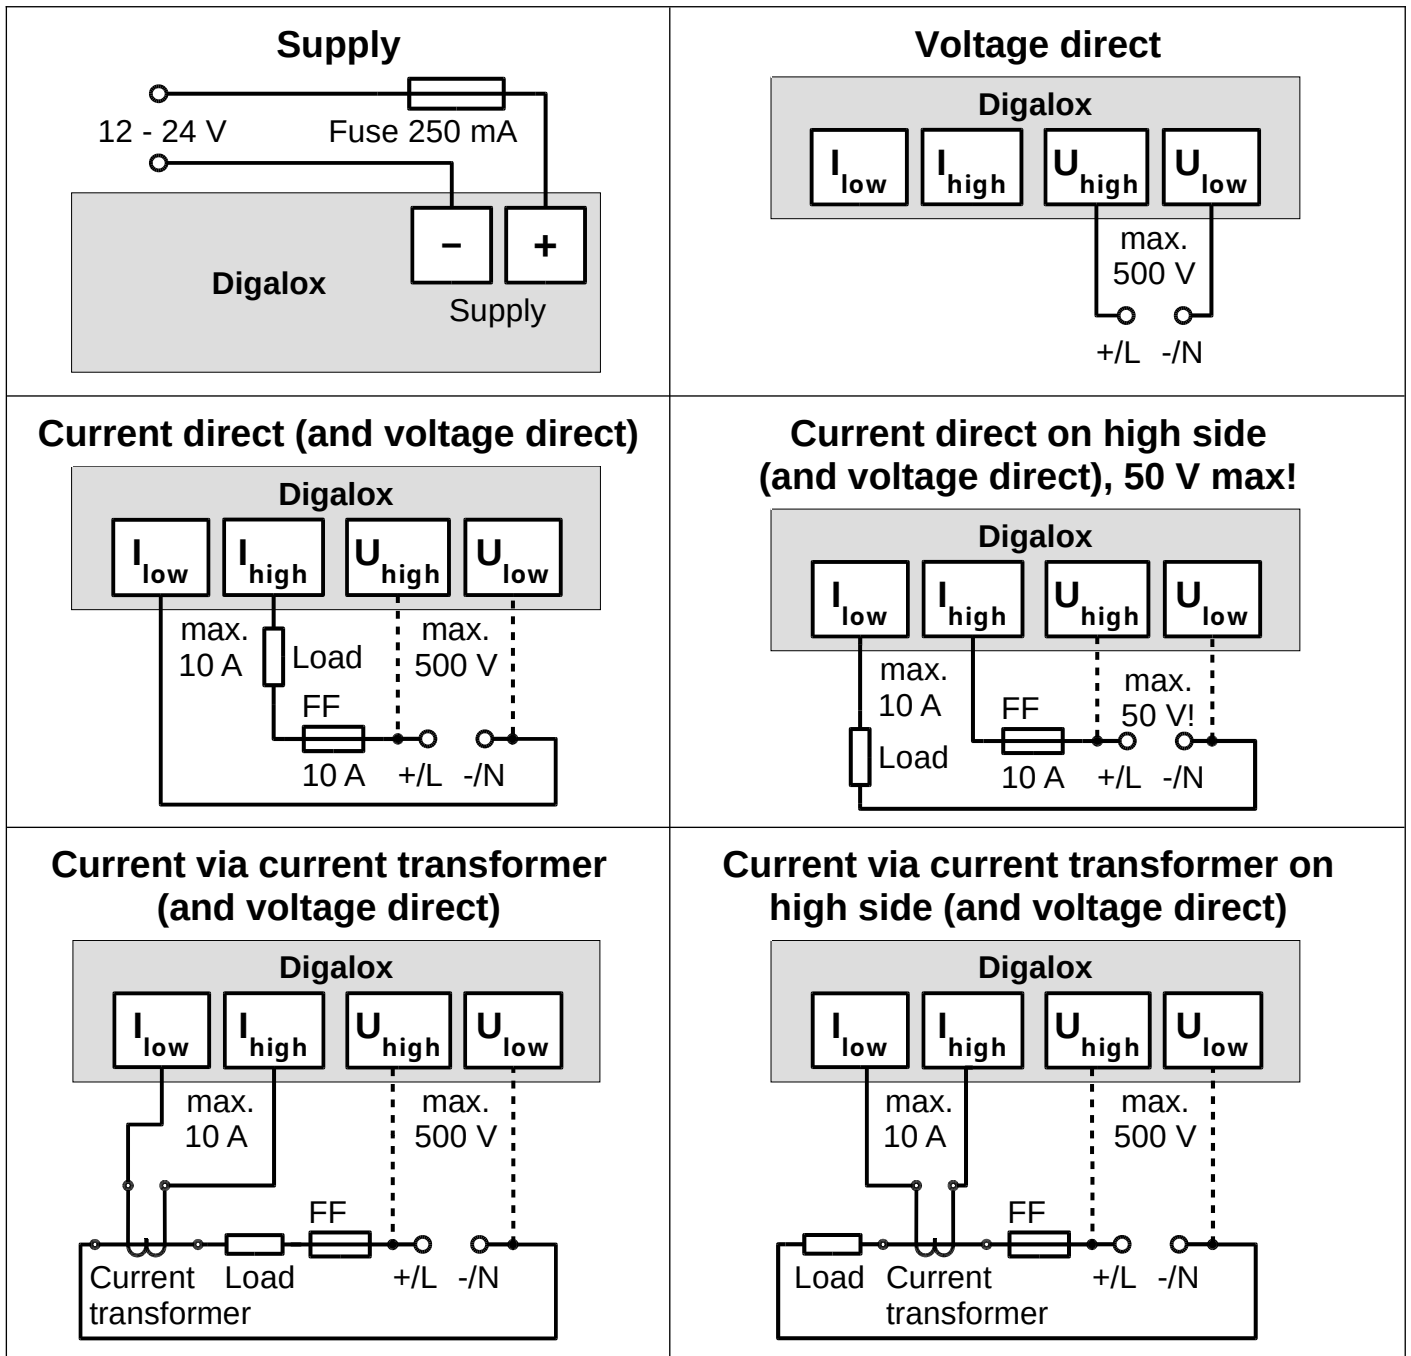 Supply
12 - 24 V
Fuse 250 mA
− +
Digalox
Supply
Voltage direct
Digalox
Ilow Ihigh Uhigh Ulow
max.
500 V
+/L -/N
Current direct (and voltage direct)
Digalox
Ilow Ihigh Uhigh Ulow
max.
10 A
Load
max.
500 V
FF
10 A
+/L -/N
Current direct on high side
(and voltage direct), 50 V max!
Digalox
Ilow Ihigh Uhigh Ulow
max.
10 A
Load
FF
10 A
max.
50 V!
+/L -/N
Current via current transformer
(and voltage direct)
Digalox
Ilow Ihigh Uhigh Ulow
max.
10 A
max.
500 V
FF
Current
transformer
Load
+/L -/N
Current via current transformer on
high side (and voltage direct)
Digalox
Ilow Ihigh Uhigh Ulow
max.
10 A
max.
500 V
FF
Load
Current
transformer
+/L -/N